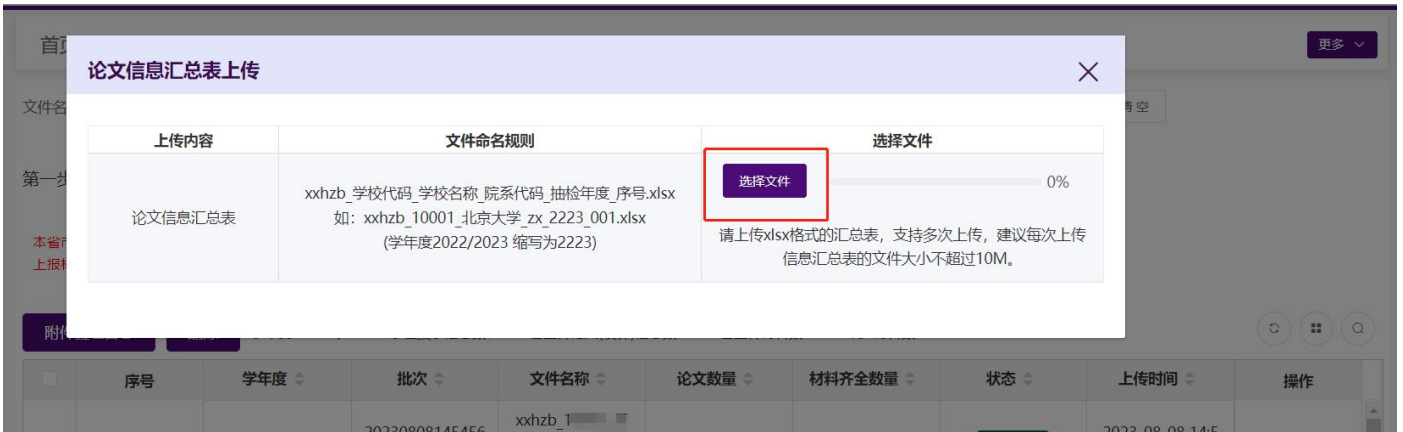 首页
更多
论文信息汇总表上传
文件名
清空
上传内容 文件命名规则 选择文件
第一步
论文信息汇总表
xxhzb_学校代码_学校名称_院系代码_抽检年度_序号.xlsx
如：xxhzb_10001_北京大学_zx_2223_001.xlsx
(学年度2022/2023 缩写为2223)
选择文件 0%
请上传xlsx格式的汇总表，支持多次上传，建议每次上传
信息汇总表的文件大小不超过10M。
本省市
上报
附件
序号 学年度 批次 文件名称 论文数量 材料齐全数量 状态 上传时间 操作
20230808145456 xxhzb_1 2023-08-08 14:5